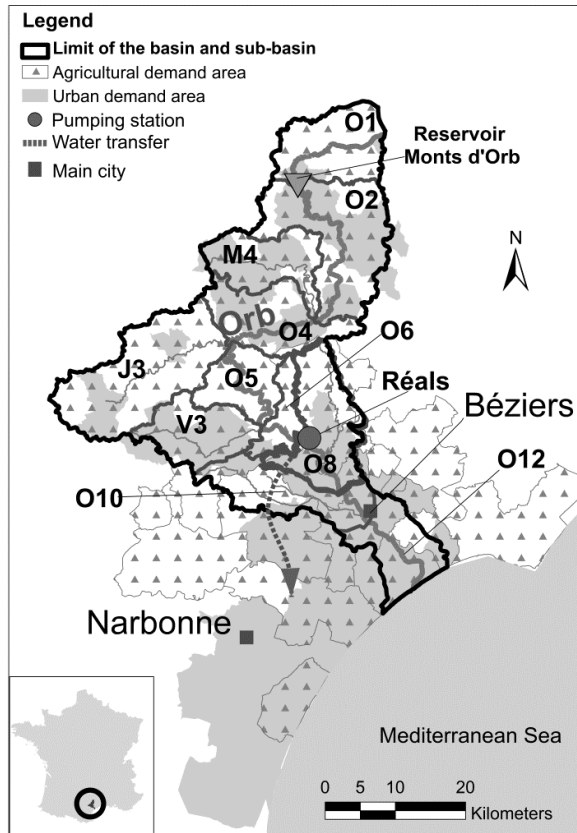 Legend
Limit of the basin and sub-basin
Agricultural demand area
Urban demand area
Pumping station
Water transfer
Main city
O1
Reservoir
Monts d'Orb
O2
N
M4
Orb
O4
O6
J3
O5
Réals
Béziers
V3
O8
O12
O10
Narbonne
Mediterranean Sea
0 5 10 20
Kilometers